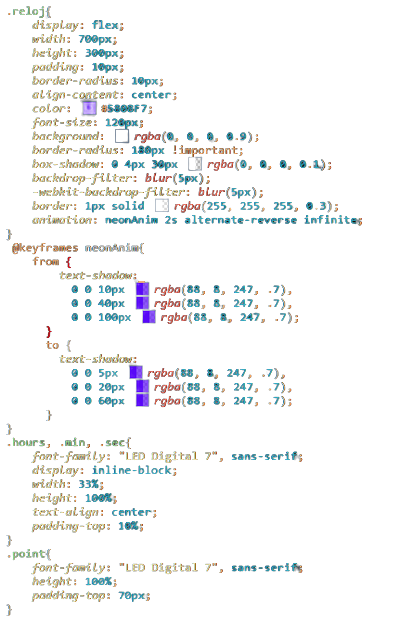 .reloj{
display: flex;
width: 700px;
height: 300px;
padding: 10px;
border-radius: 10px;
align-content: center;
color: #5808F7;
font-size: 120px;
background: rgba(0, 0, 0, 0.9);
border-radius: 180px !important;
box-shadow: 0 4px 30px rgba(0, 0, 0, 0.1);
backdrop-filter: blur(5px);
-webkit-backdrop-filter: blur(5px);
border: 1px solid rgba(255, 255, 255, 0.3);
animation: neonAnim 2s alternate-reverse infinite;
}
@keyframes neonAnim{
from {
text-shadow:
0 0 10px rgba(88, 8, 247, .7),
0 0 40px rgba(88, 8, 247, .7),
0 0 100px rgba(88, 8, 247, .7);
}
to {
text-shadow:
0 0 5px rgba(88, 8, 247, .7),
0 0 20px rgba(88, 8, 247, .7),
0 0 60px rgba(88, 8, 247, .7);
}
}
.hours, .min, .sec{
font-family: "LED Digital 7", sans-serif;
display: inline-block;
width: 33%;
height: 100%;
text-align: center;
padding-top: 10%;
}
.point{
font-family: "LED Digital 7", sans-serif;
height: 100%;
padding-top: 70px;
}